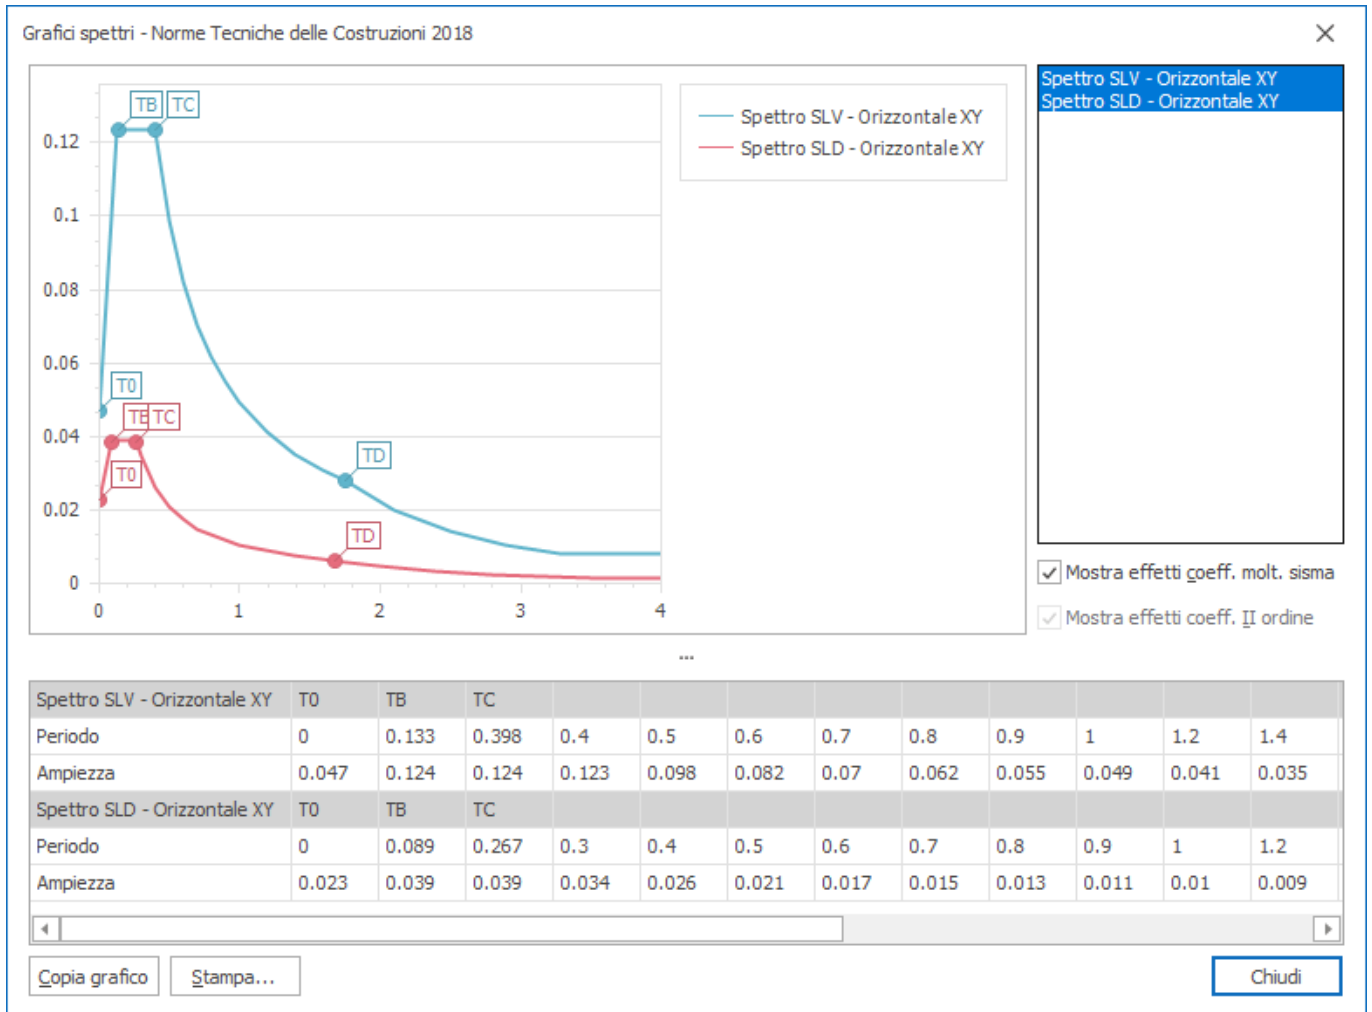 Grafici spettri - Norme Tecniche delle Costruzioni 2018
TB TC
0.12
0.1
0.08
0.06
T0
TC
0.04
TD
T0
0.02
TD
0
0 1 2 3 4
Spettro SLV - Orizzontale XY
Spettro SLD - Orizzontale XY
Spettro SLV - Orizzontale XY
Spettro SLD - Orizzontale XY
Mostra effetti coeff. molt. sisma
Mostra effetti coeff. II ordine
...
Spettro SLV - Orizzontale XY T0 TB TC
Periodo 0 0.133 0.398 0.4 0.5 0.6 0.7 0.8 0.9 1 1.2 1.4
Ampiezza 0.047 0.124 0.124 0.123 0.098 0.082 0.07 0.062 0.055 0.049 0.041 0.035
Spettro SLD - Orizzontale XY T0 TB TC
Periodo 0 0.089 0.267 0.3 0.4 0.5 0.6 0.7 0.8 0.9 1 1.2
Ampiezza 0.023 0.039 0.039 0.034 0.026 0.021 0.017 0.015 0.013 0.011 0.01 0.009
Copia grafico Stampa... Chiudi